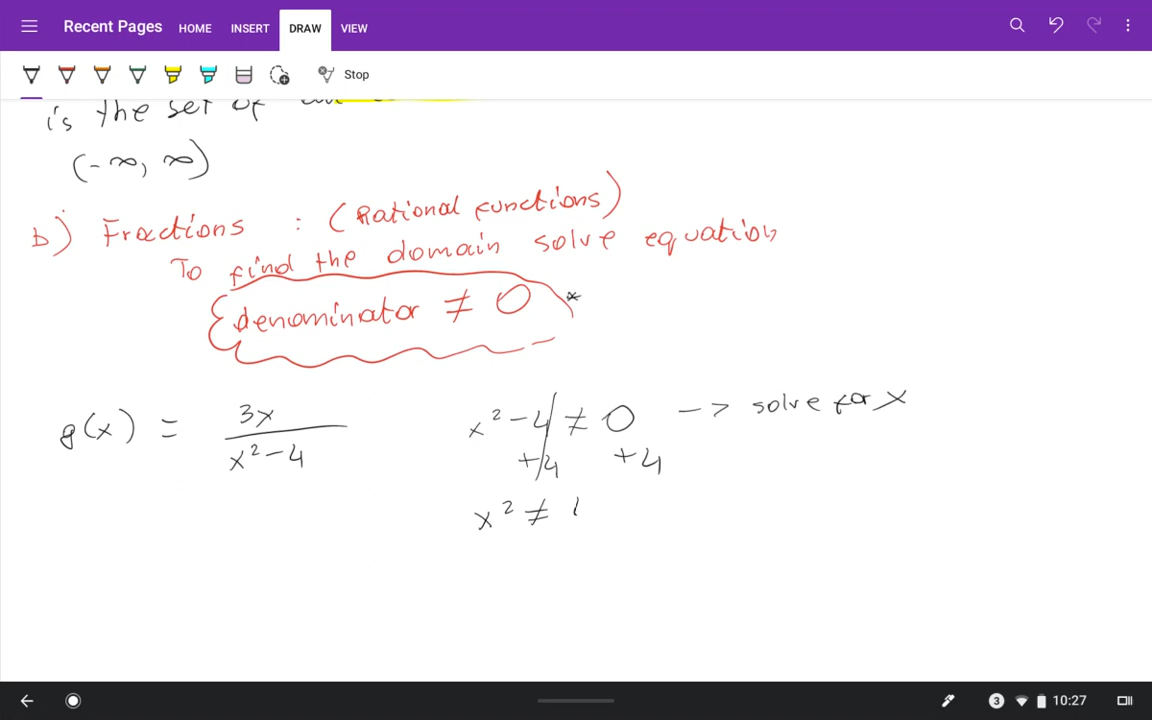 Recent Pages HOME INSERT DRAW VIEW
Stop
is the set of
(-∞, ∞)
b) Fractions : (Rational functions)
To find the domain solve equation
{denominator ≠ 0 *
g(x) = 3x / x² - 4
x² - 4 ≠ 0 -> solve for x
+4 +4
x² ≠
3 10:27